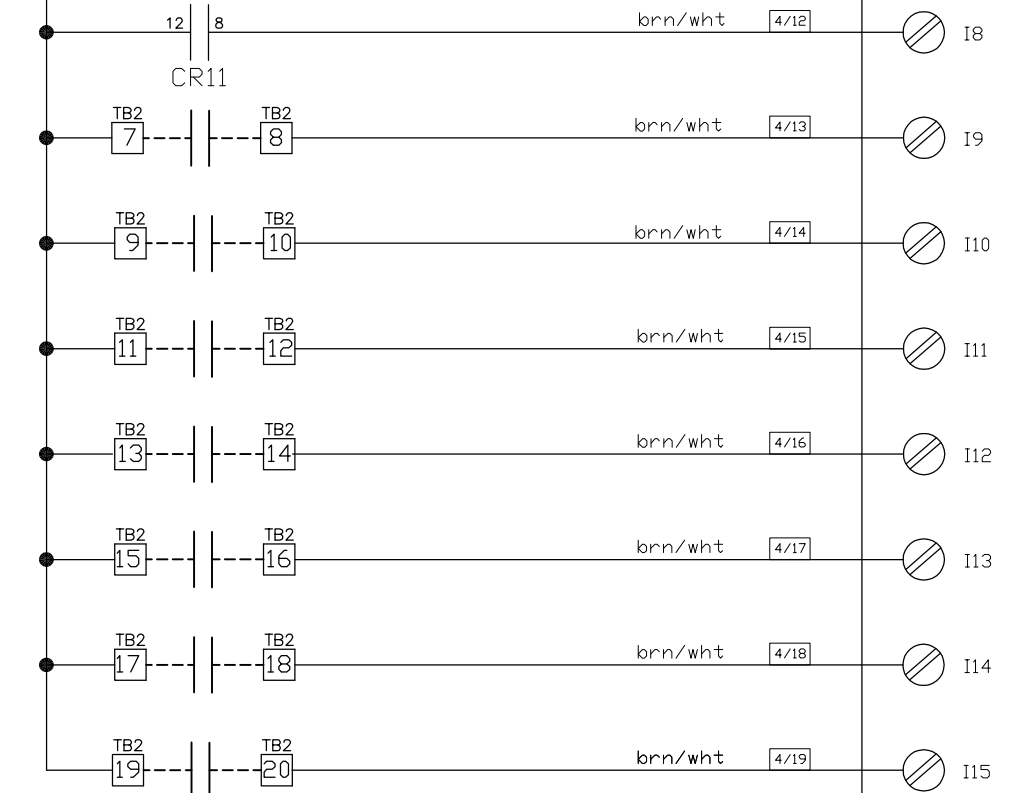 12 8 brn/wht 4/12 I8
CR11
TB2 TB2
7 8 brn/wht 4/13 I9
TB2 TB2
9 10 brn/wht 4/14 I10
TB2 TB2
11 12 brn/wht 4/15 I11
TB2 TB2
13 14 brn/wht 4/16 I12
TB2 TB2
15 16 brn/wht 4/17 I13
TB2 TB2
17 18 brn/wht 4/18 I14
TB2 TB2
19 20 brn/wht 4/19 I15